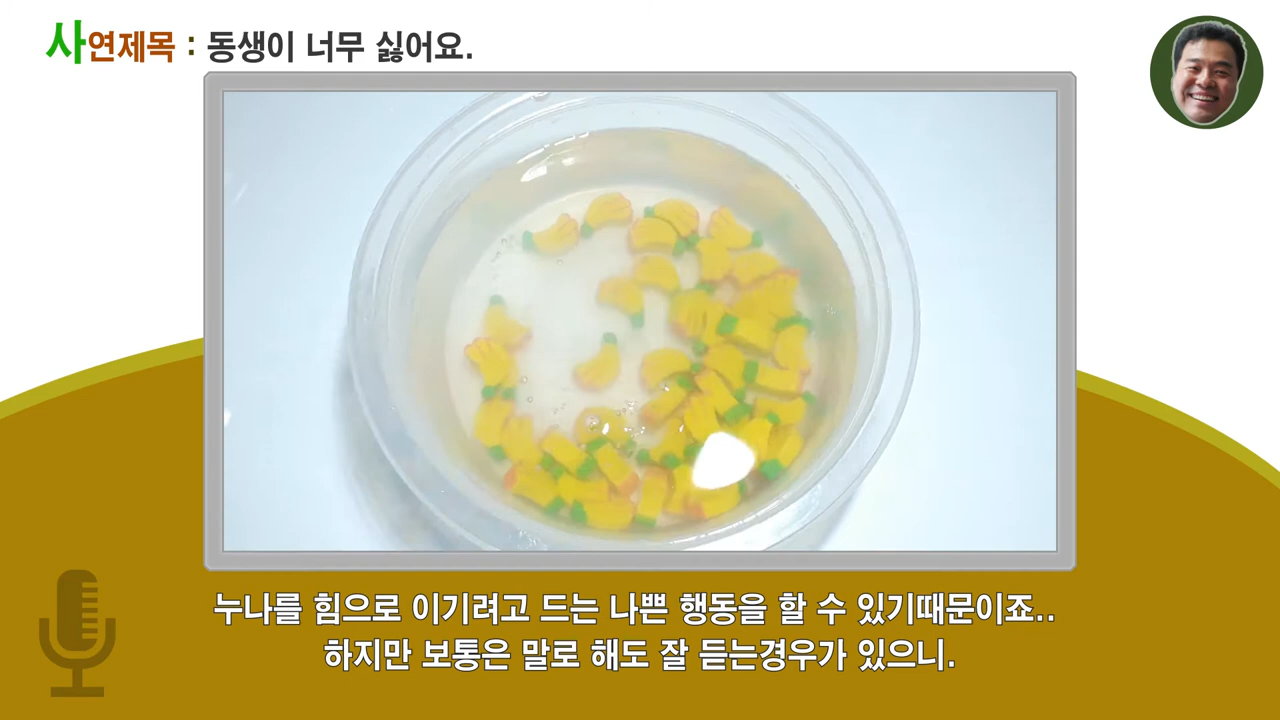 사연제목 : 동생이 너무 싫어요.
누나를 힘으로 이기려고 드는 나쁜 행동을 할 수 있기때문이죠..
하지만 보통은 말로 해도 잘 듣는경우가 있으니.